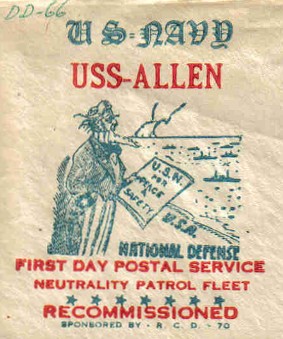 DD-66
U S=NAVY
USS-ALLEN
U.S.N.
FOR
PEACE
AND
SAFETY
U.S.A.
NATIONAL DEFENSE
FIRST DAY POSTAL SERVICE
NEUTRALITY PATROL FLEET
RECOMMISSIONED
SPONSORED BY - R. C. D. - 70